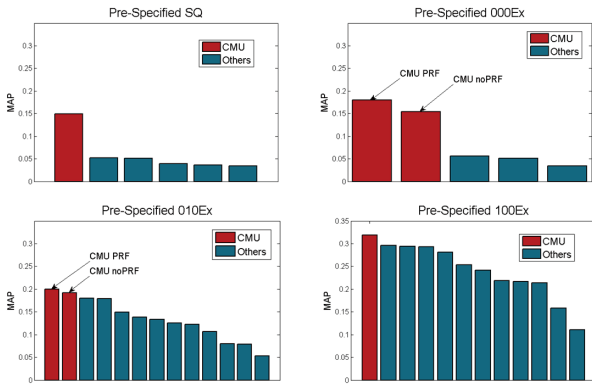 Pre-Specified SQ
MAP
0.3
0.25
0.2
0.15
0.1
0.05
0
CMU
Others
Pre-Specified 000Ex
MAP
0.3
0.25
0.2
0.15
0.1
0.05
0
CMU PRF
CMU noPRF
CMU
Others
Pre-Specified 010Ex
MAP
0.3
0.25
0.2
0.15
0.1
0.05
0
CMU PRF
CMU noPRF
CMU
Others
Pre-Specified 100Ex
MAP
0.35
0.3
0.25
0.2
0.15
0.1
0.05
0
CMU
Others